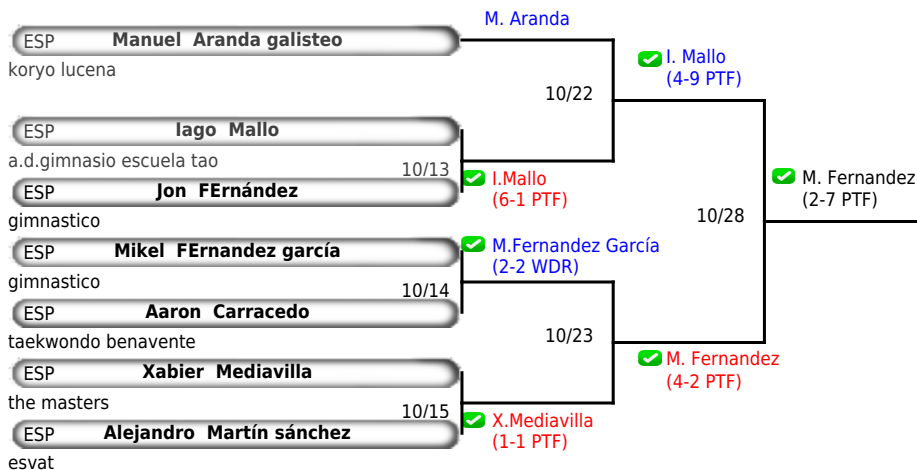 M. Aranda
ESP Manuel Aranda galisteo
koryo lucena
I. Mallo
(4-9 PTF)
10/22
ESP Iago Mallo
a.d.gimnasio escuela tao
10/13
I.Mallo
(6-1 PTF)
ESP Jon FErnández
gimnastico
M. Fernandez
(2-7 PTF)
10/28
ESP Mikel FErnandez garcía
gimnastico
M.Fernandez García
(2-2 WDR)
10/14
ESP Aaron Carracedo
taekwondo benavente
10/23
M. Fernandez
(4-2 PTF)
ESP Xabier Mediavilla
the masters
10/15
X.Mediavilla
(1-1 PTF)
ESP Alejandro Martín sánchez
esvat